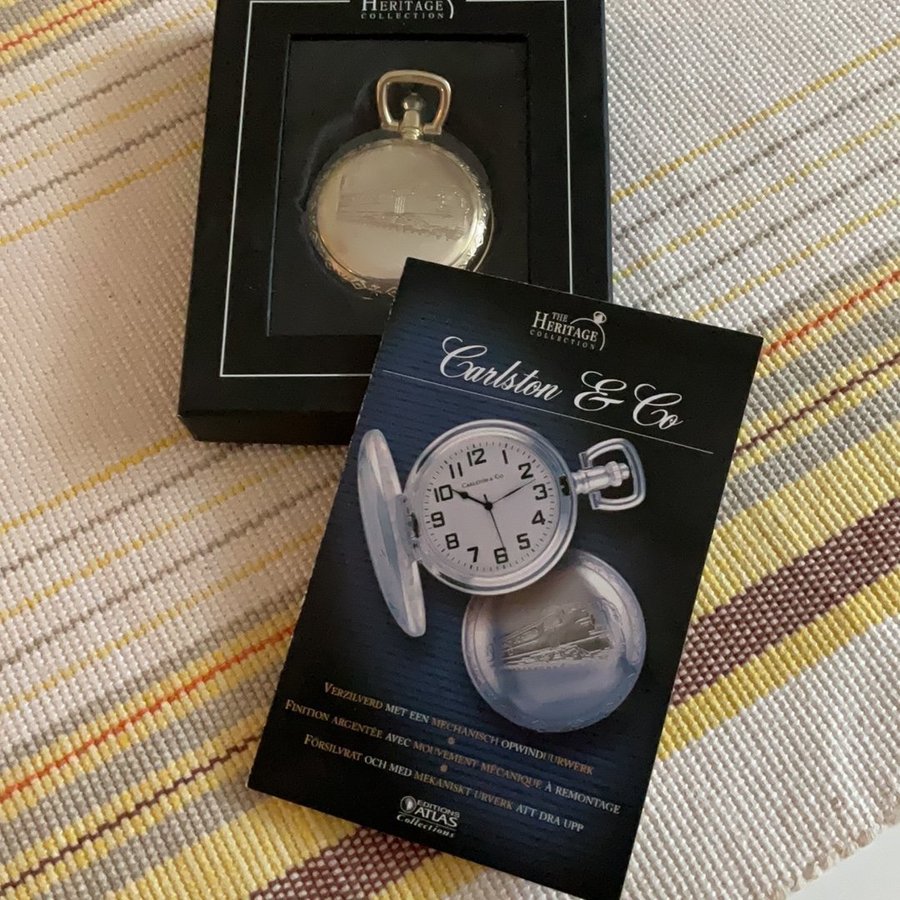 HERITAGE
COLLECTION
THE
HERITAGE
COLLECTION
Carlston & Co
12
11
10
9
8
7
6
5
4
3
2
CARLSTON & CO
VERZILVERD MET EEN MECHANISCH OPWINDUURWERK
FINITION ARGENTÉE AVEC MOUVEMENT MÉCANIQUE À REMONTAGE
FÖRSILVRAT OCH MED MEKANISKT URVERK ATT DRA UPP
EDITIONS
ATLAS
Collections